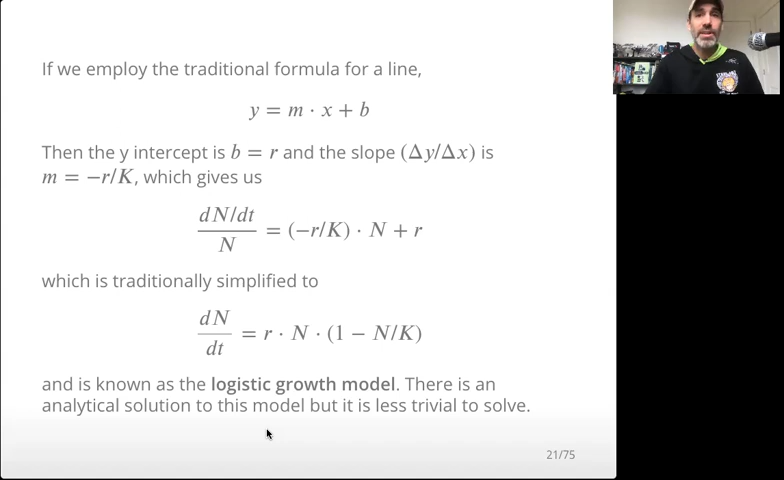 If we employ the traditional formula for a line,
y = m · x + b
Then the y intercept is b = r and the slope (Δy/Δx) is
m = −r/K, which gives us
dN/dt
N
= (−r/K) · N + r
which is traditionally simplified to
dN
dt
= r · N · (1 − N/K)
and is known as the logistic growth model. There is an
analytical solution to this model but it is less trivial to solve.
21/75